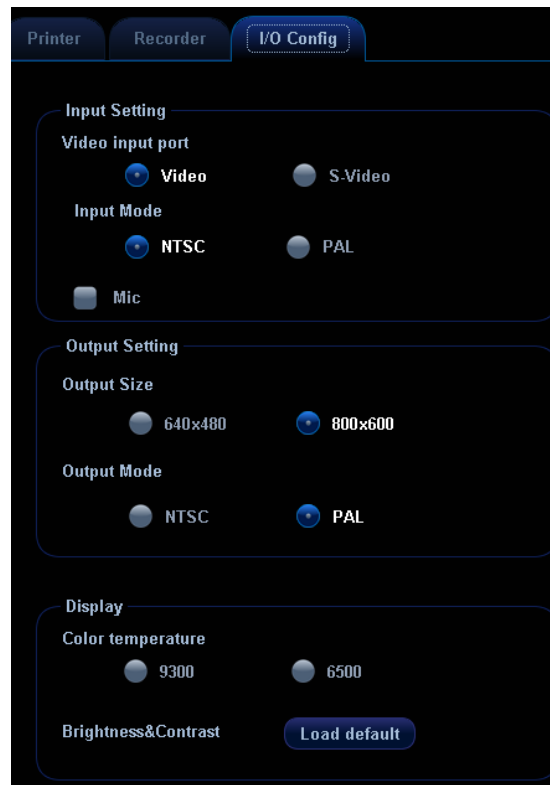 Printer Recorder I/O Config
Input Setting
Video input port
Video S-Video
Input Mode
NTSC PAL
Mic
Output Setting
Output Size
640x480 800x600
Output Mode
NTSC PAL
Display
Color temperature
9300 6500
Brightness&Contrast Load default